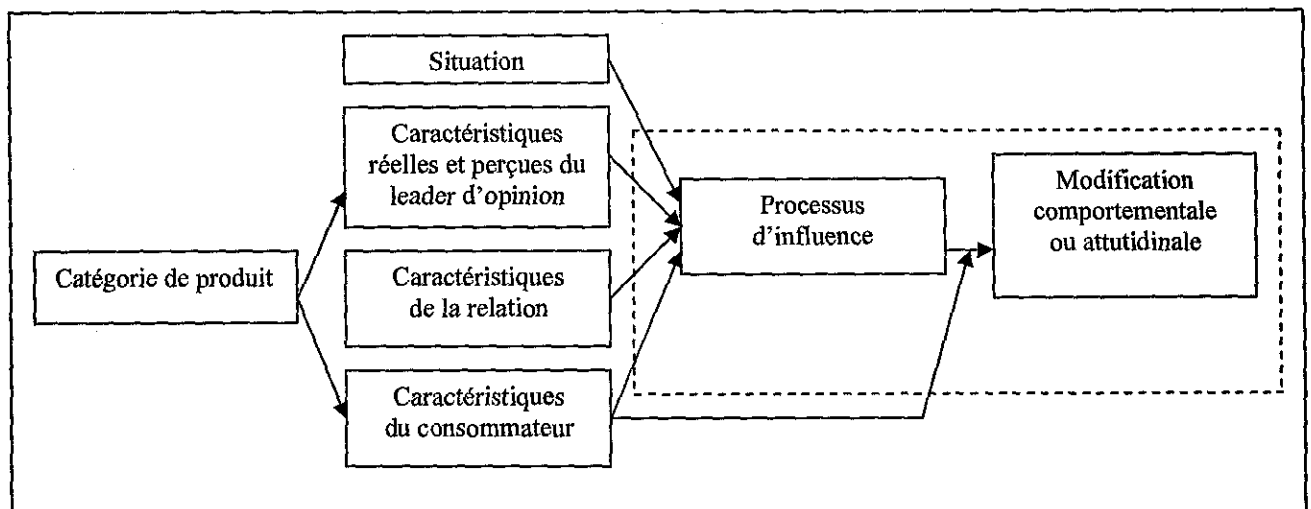 Situation
Caractéristiques
réelles et perçues du
leader d'opinion
Catégorie de produit
Caractéristiques
de la relation
Caractéristiques
du consommateur
Processus
d'influence
Modification
comportementale
ou attutidinale